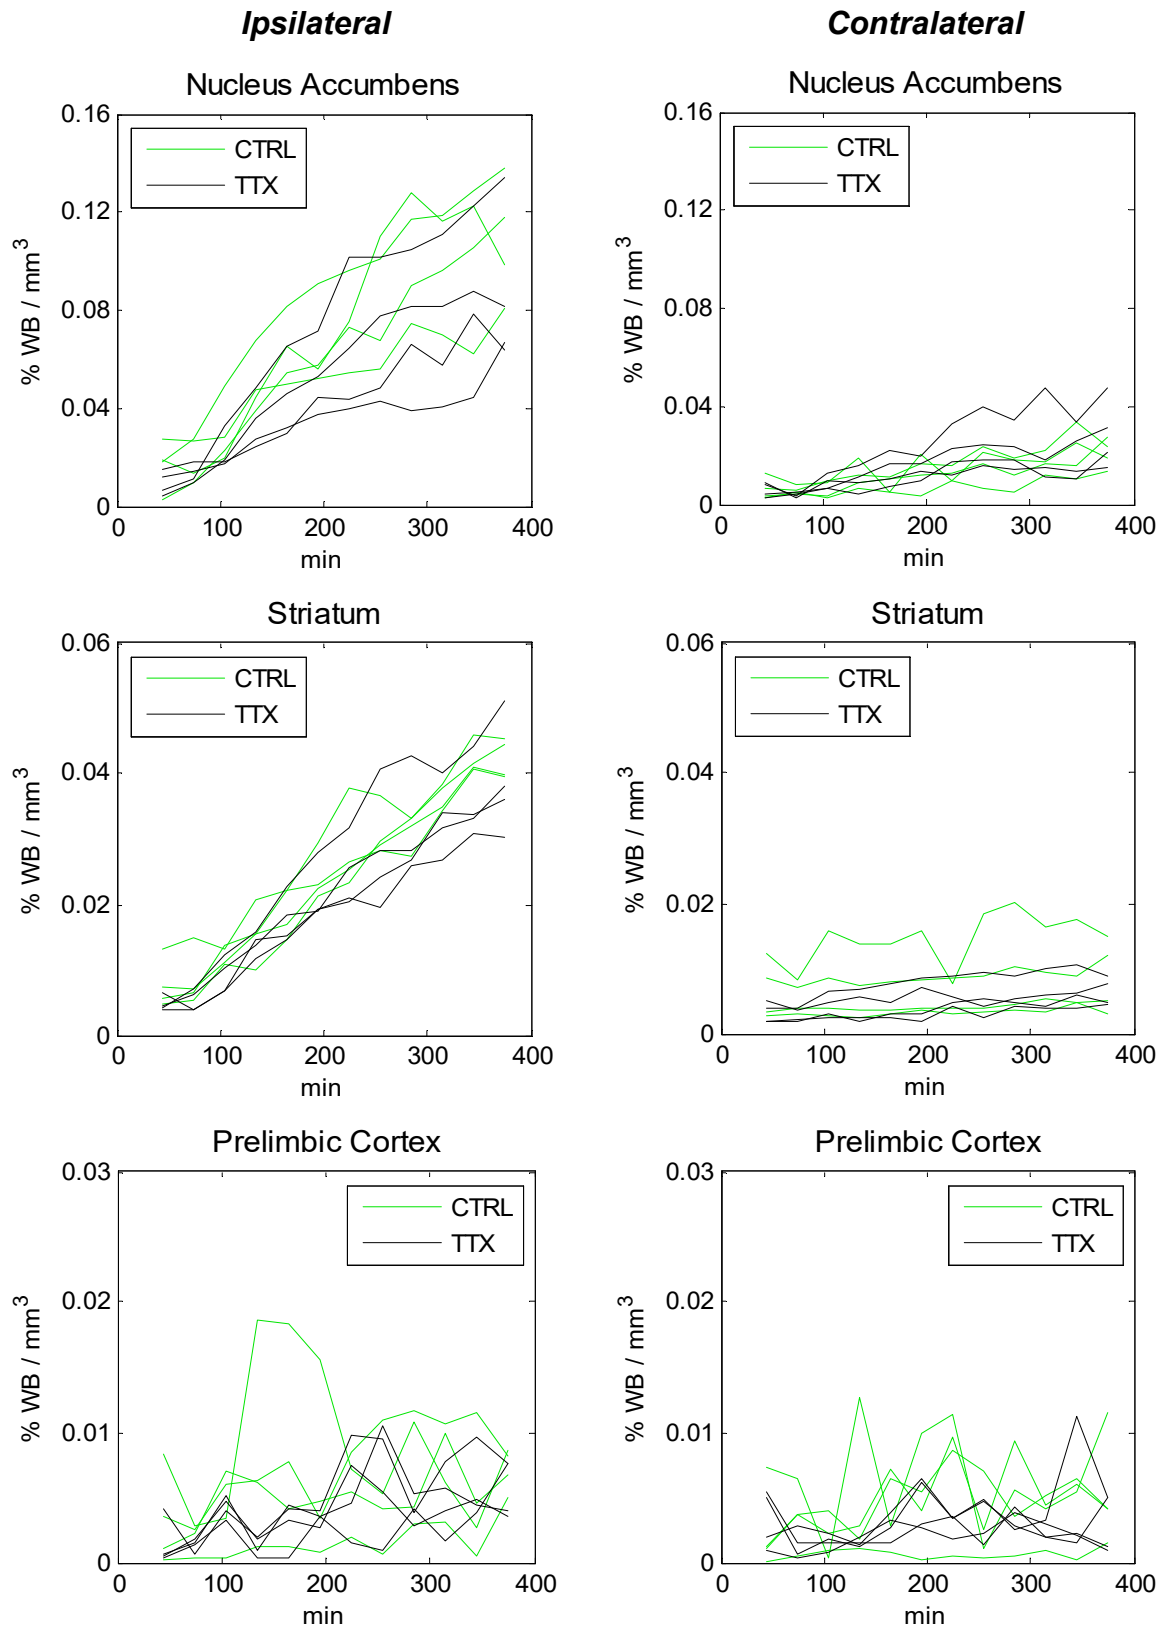 Ipsilateral
Contralateral
Nucleus Accumbens
Nucleus Accumbens
0.16
0.12
0.08
0.04
0
% WB / mm³
CTRL
TTX
0 100 200 300 400
min
0.16
0.12
0.08
0.04
0
% WB / mm³
CTRL
TTX
0 100 200 300 400
min
Striatum
Striatum
0.06
0.04
0.02
0
% WB / mm³
CTRL
TTX
0 100 200 300 400
min
0.06
0.04
0.02
0
% WB / mm³
CTRL
TTX
0 100 200 300 400
min
Prelimbic Cortex
Prelimbic Cortex
0.03
0.02
0.01
0
% WB / mm³
CTRL
TTX
0 100 200 300 400
min
0.03
0.02
0.01
0
% WB / mm³
CTRL
TTX
0 100 200 300 400
min